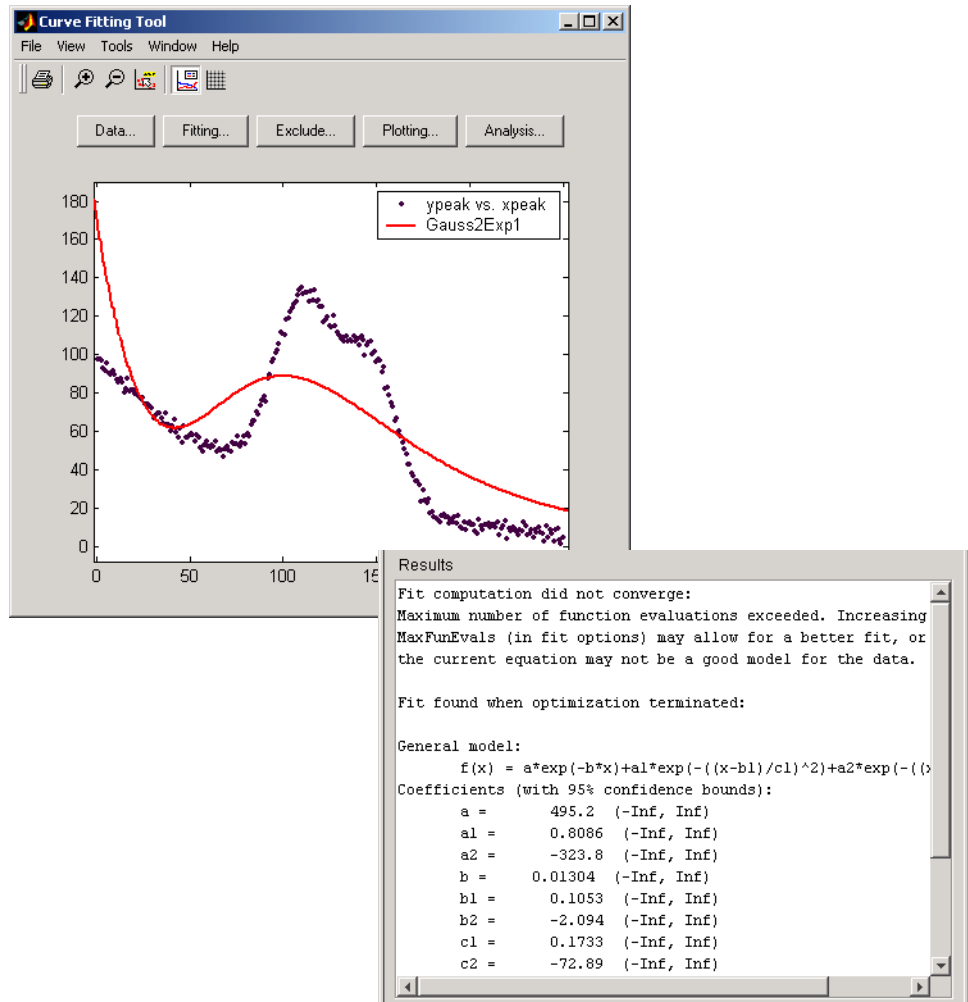 Curve Fitting Tool
File View Tools Window Help
Data... Fitting... Exclude... Plotting... Analysis...
ypeak vs. xpeak
Gauss2Exp1
180
160
140
120
100
80
60
40
20
0
0 50 100 15
Results
Fit computation did not converge:
Maximum number of function evaluations exceeded. Increasing
MaxFunEvals (in fit options) may allow for a better fit, or
the current equation may not be a good model for the data.
Fit found when optimization terminated:
General model:
f(x) = a*exp(-b*x)+a1*exp(-((x-b1)/c1)^2)+a2*exp(-((x
Coefficients (with 95% confidence bounds):
a = 495.2 (-Inf, Inf)
a1 = 0.8086 (-Inf, Inf)
a2 = -323.8 (-Inf, Inf)
b = 0.01304 (-Inf, Inf)
b1 = 0.1053 (-Inf, Inf)
b2 = -2.094 (-Inf, Inf)
c1 = 0.1733 (-Inf, Inf)
c2 = -72.89 (-Inf, Inf)